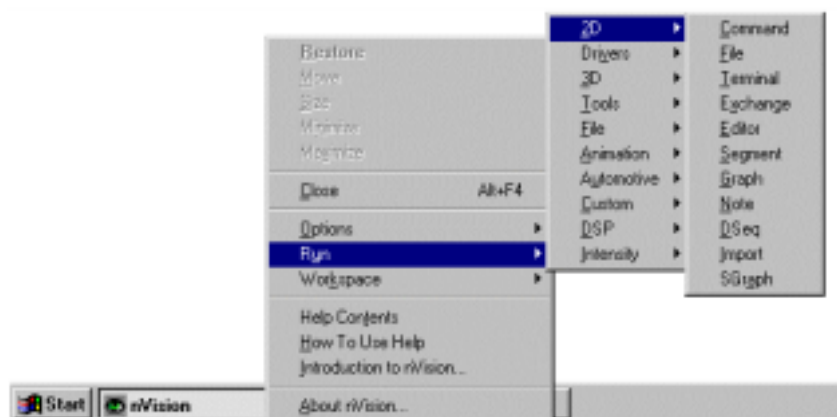 Restore
Move
Size
Minimize
Maximize
Close Alt+F4
Options
Run
Workspace
Help Contents
How To Use Help
Introduction to nVision...
About nVision...
2D
Drivers
3D
Tools
File
Animation
Automotive
Custom
DSP
Intensity
Command
File
Terminal
Exchange
Editor
Segment
Graph
Note
DSeq
Import
SGraph
Start nVision